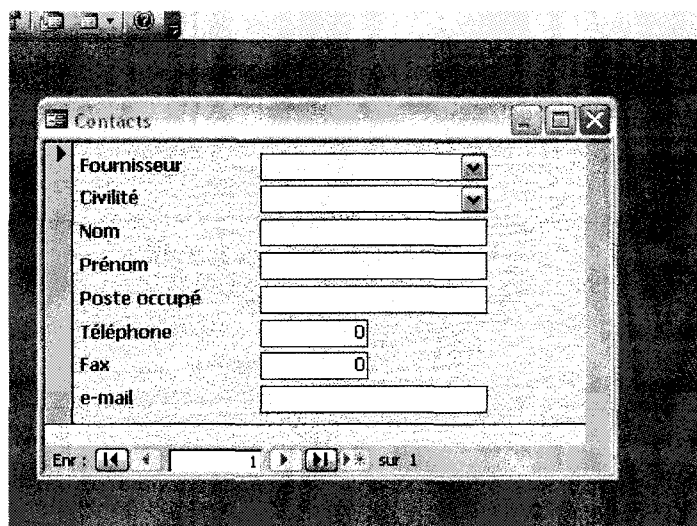 Contacts
Fournisseur
Civilité
Nom
Prénom
Poste occupé
Téléphone 0
Fax 0
e-mail
Enr : 1 sur 1